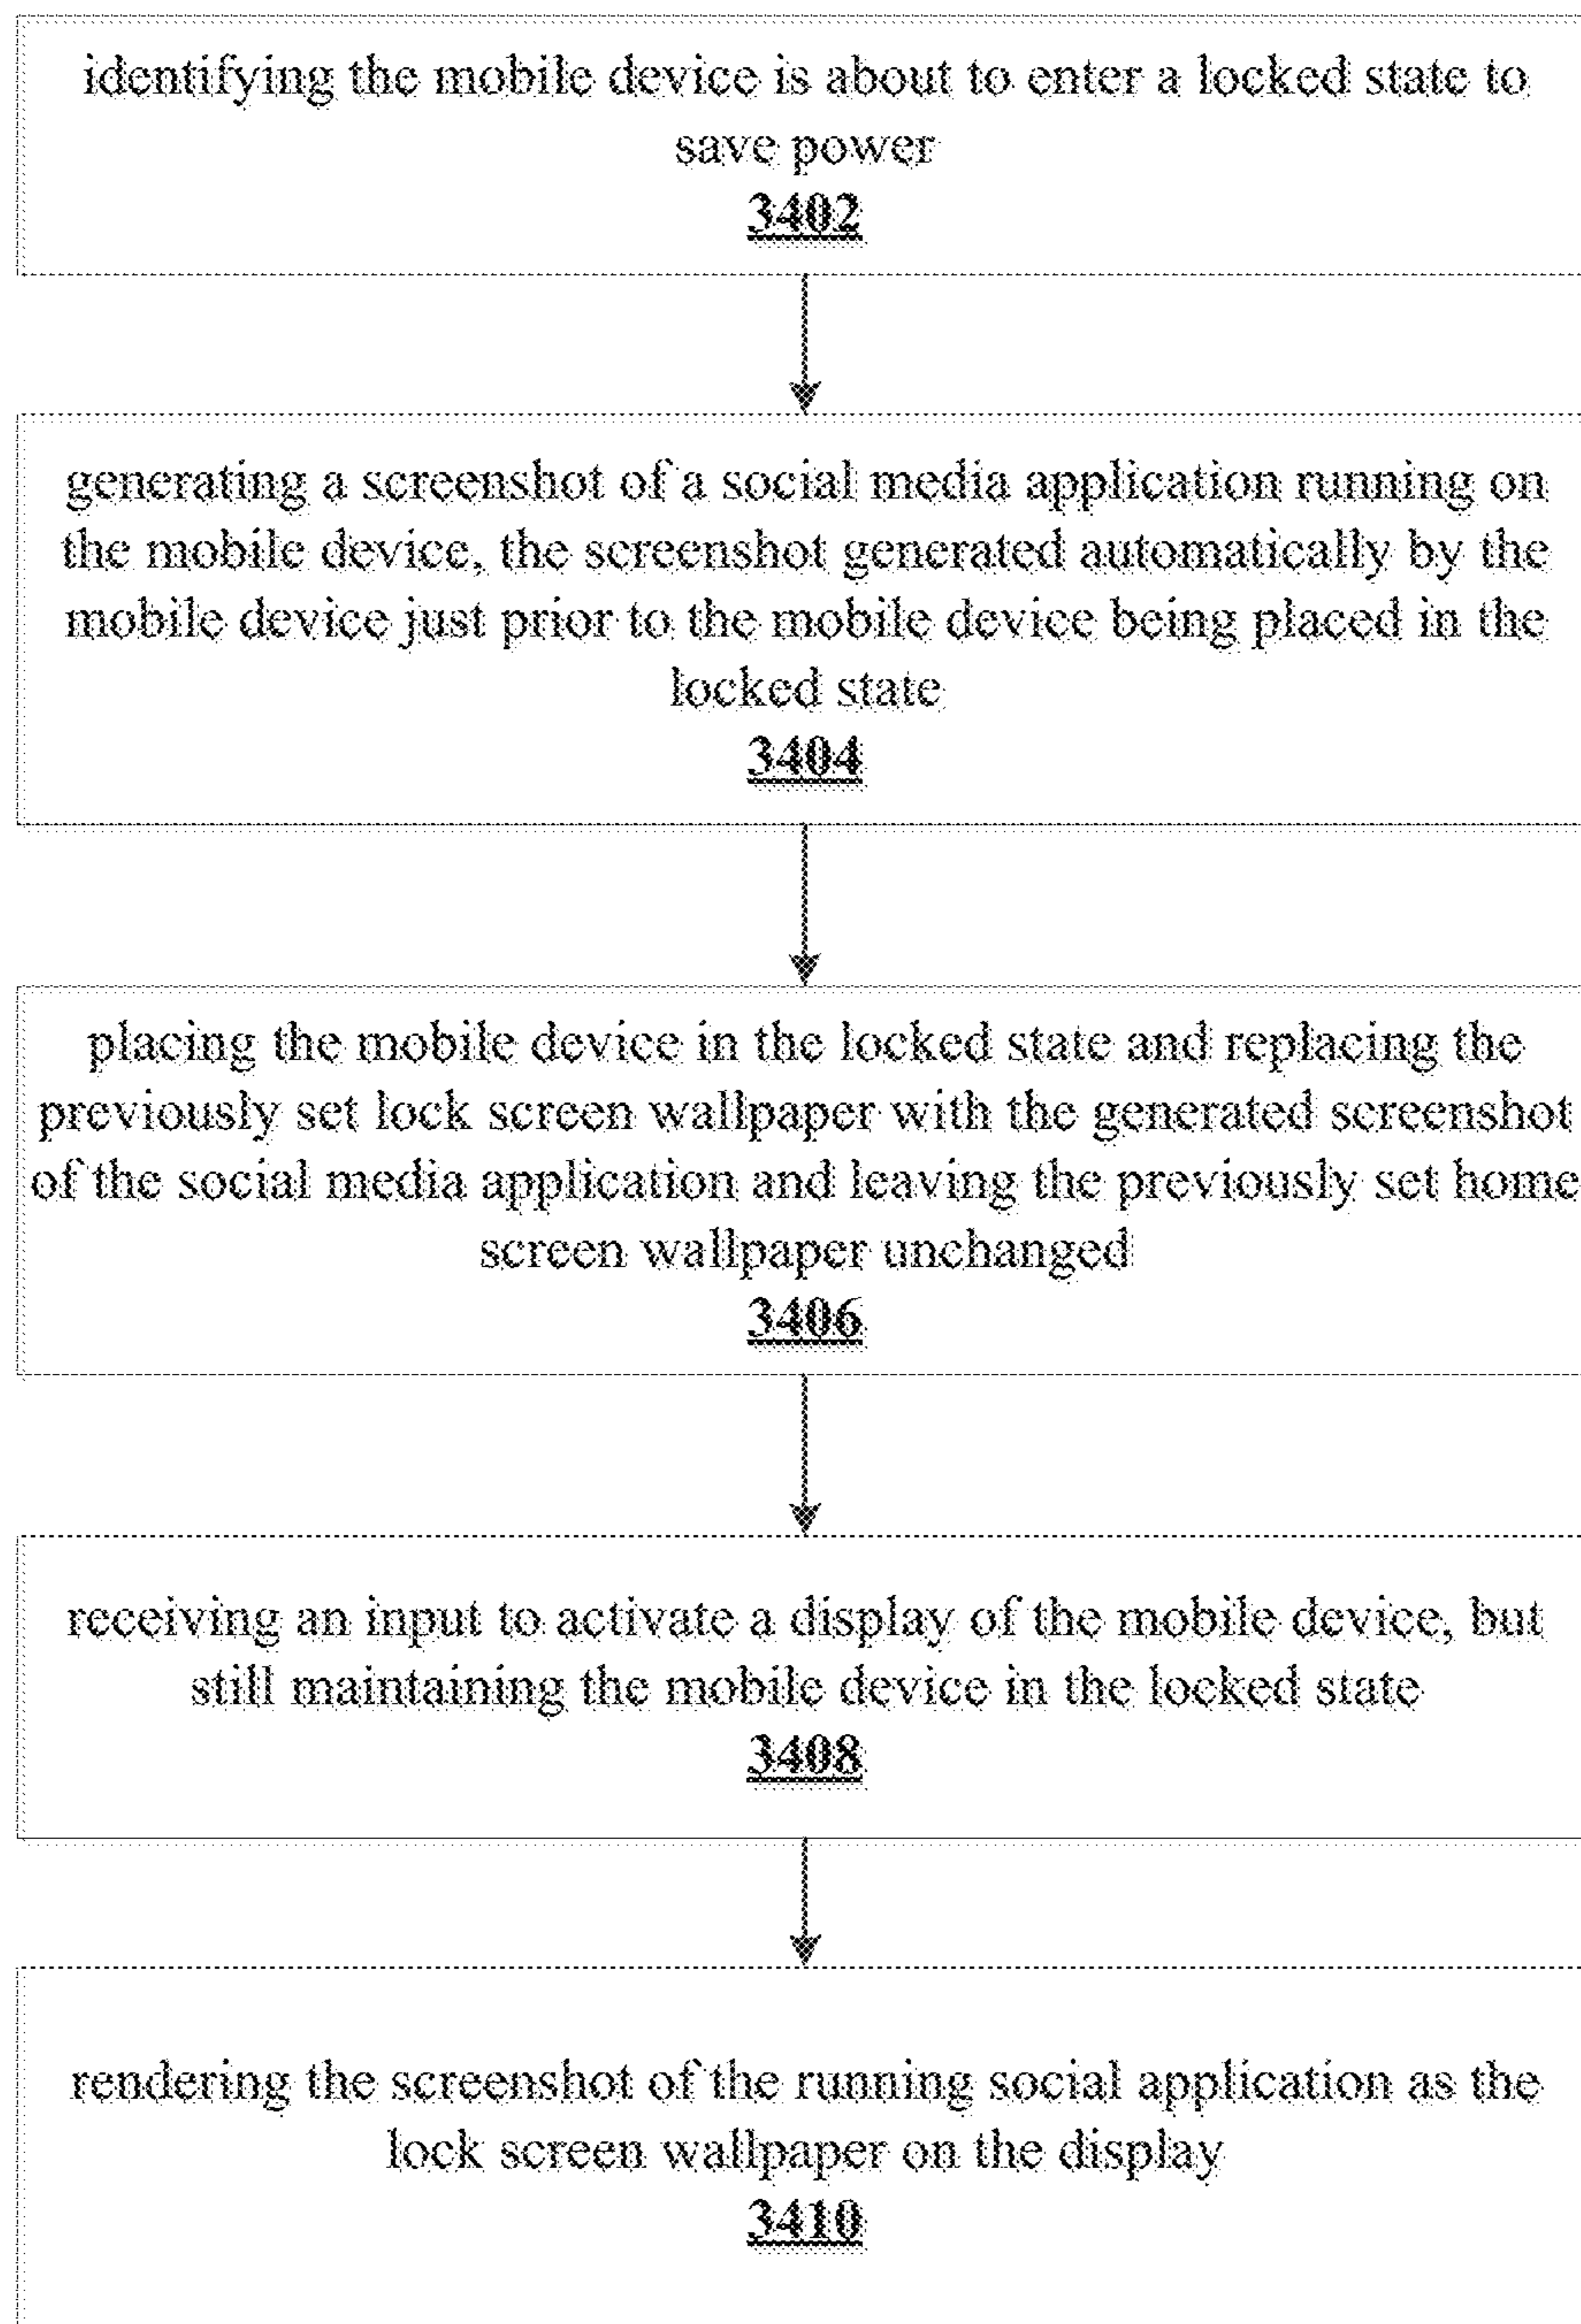 identifying the mobile device is about to enter a locked state to
save power
3402
generating a screenshot of a social media application running on
the mobile device, the screenshot generated automatically by the
mobile device just prior to the mobile device being placed in the
locked state
3404
placing the mobile device in the locked state and replacing the
previously set lock screen wallpaper with the generated screenshot
of the social media application and leaving the previously set home
screen wallpaper unchanged
3406
receiving an input to activate a display of the mobile device, but
still maintaining the mobile device in the locked state
3408
rendering the screenshot of the running social application as the
lock screen wallpaper on the display
3410